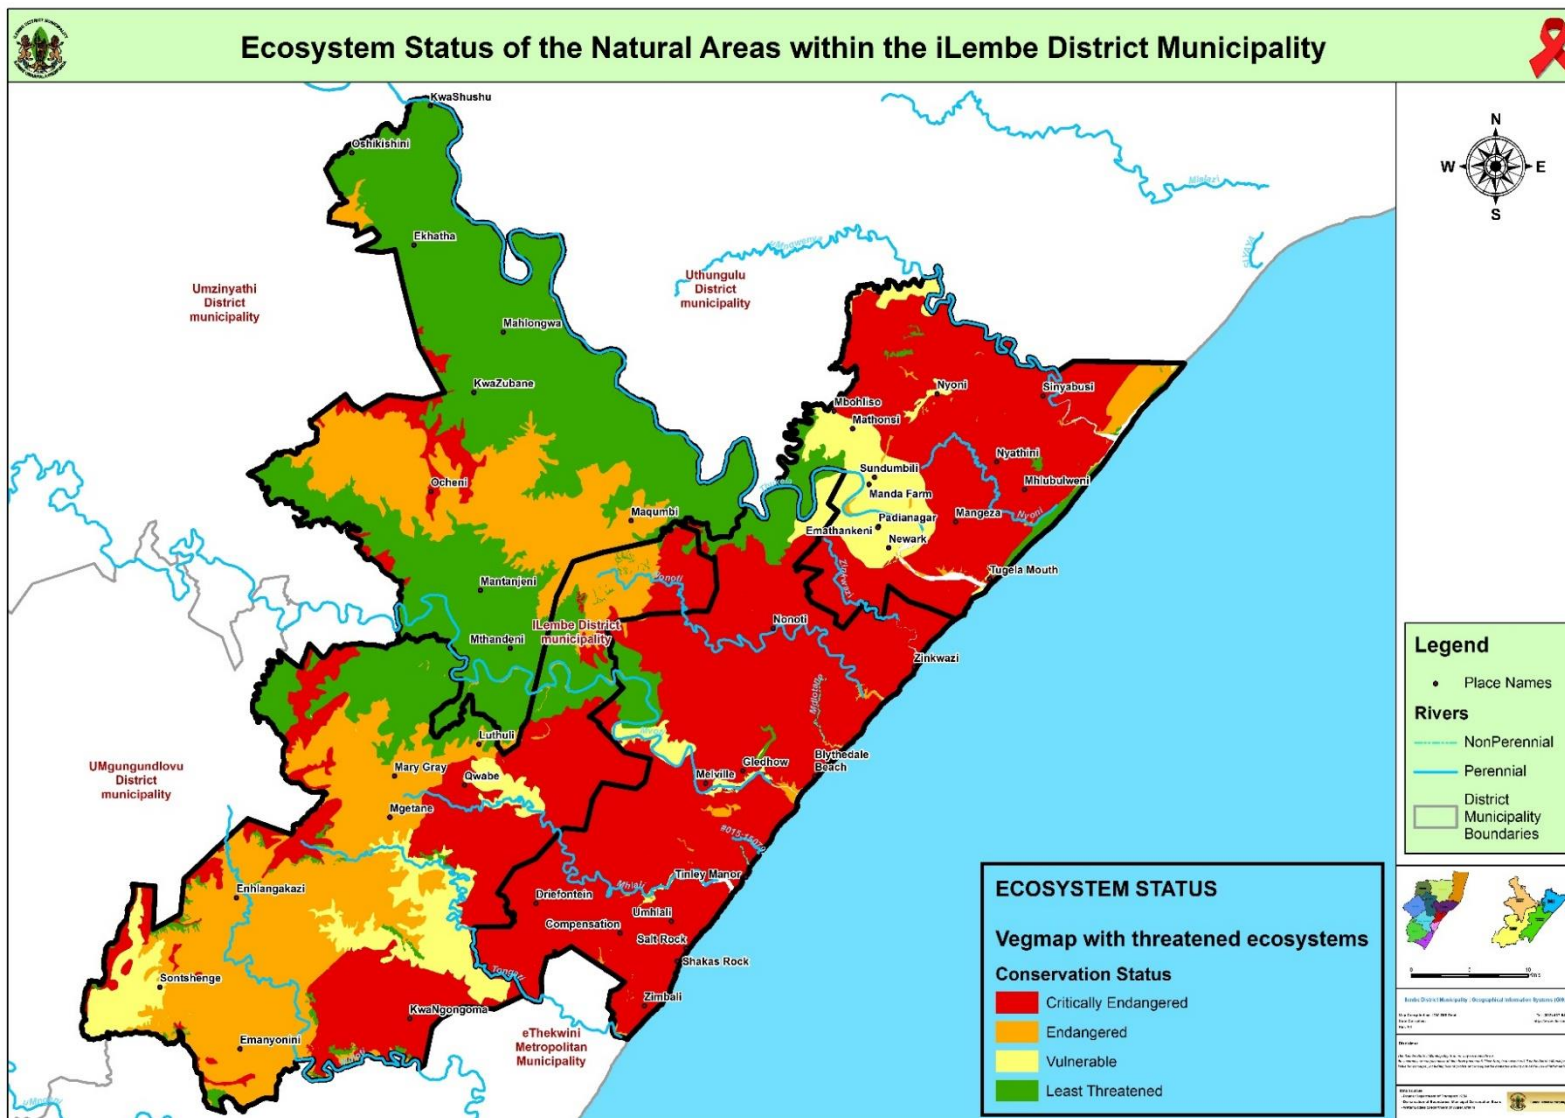 Ecosystem Status of the Natural Areas within the iLembe District Municipality
KwaShushu
Oshikishini
Ekhatha
Mahlongwa
KwaZubane
Ocheni
Maqumbi
Mantanjeni
Mthandeni
Umzinyathi
District
municipality
Uthungulu
District
municipality
Mlalazi
N
W
E
S
Mbohliso
Mathonsi
Nyoni
Sinyabusi
Nyathini
Sundumbili
Manda Farm
Mhlubulweni
Padianagar
Mangeza
Nyoni
Emathankeni
Newark
Tugela Mouth
Zinkwazi
Nonoti
ILembe District
municipality
Nonoti
Zinkwazi
Mdlotane
Luthuli
Mary Gray
Qwabe
Mgetane
Melville
Gledhow
Blythedale
Beach
UMgungundlovu
District
municipality
Enhlangakazi
Driefontein
Compensation
Mhlali
Tinley Manor
Umhlali
Salt Rock
Shakas Rock
Sontshenge
Tongati
Zimbali
KwaNgongoma
Emanyonini
eThekwini
Metropolitan
Municipality
Legend
Place Names
Rivers
NonPerennial
Perennial
District
Municipality
Boundaries
ECOSYSTEM STATUS
Vegmap with threatened ecosystems
Conservation Status
Critically Endangered
Endangered
Vulnerable
Least Threatened